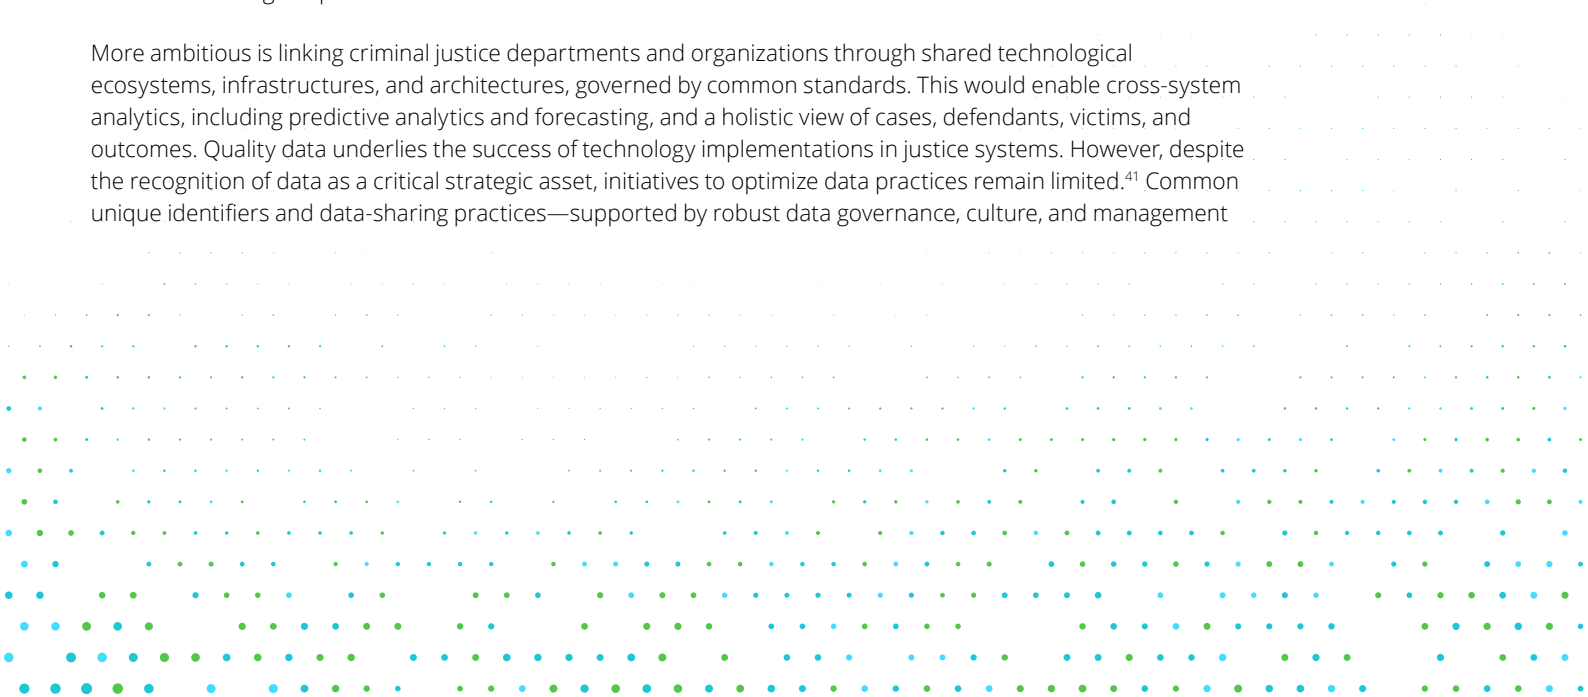 More ambitious is linking criminal justice departments and organizations through shared technological
ecosystems, infrastructures, and architectures, governed by common standards. This would enable cross-system
analytics, including predictive analytics and forecasting, and a holistic view of cases, defendants, victims, and
outcomes. Quality data underlies the success of technology implementations in justice systems. However, despite
the recognition of data as a critical strategic asset, initiatives to optimize data practices remain limited.⁴¹ Common
unique identifiers and data-sharing practices—supported by robust data governance, culture, and management